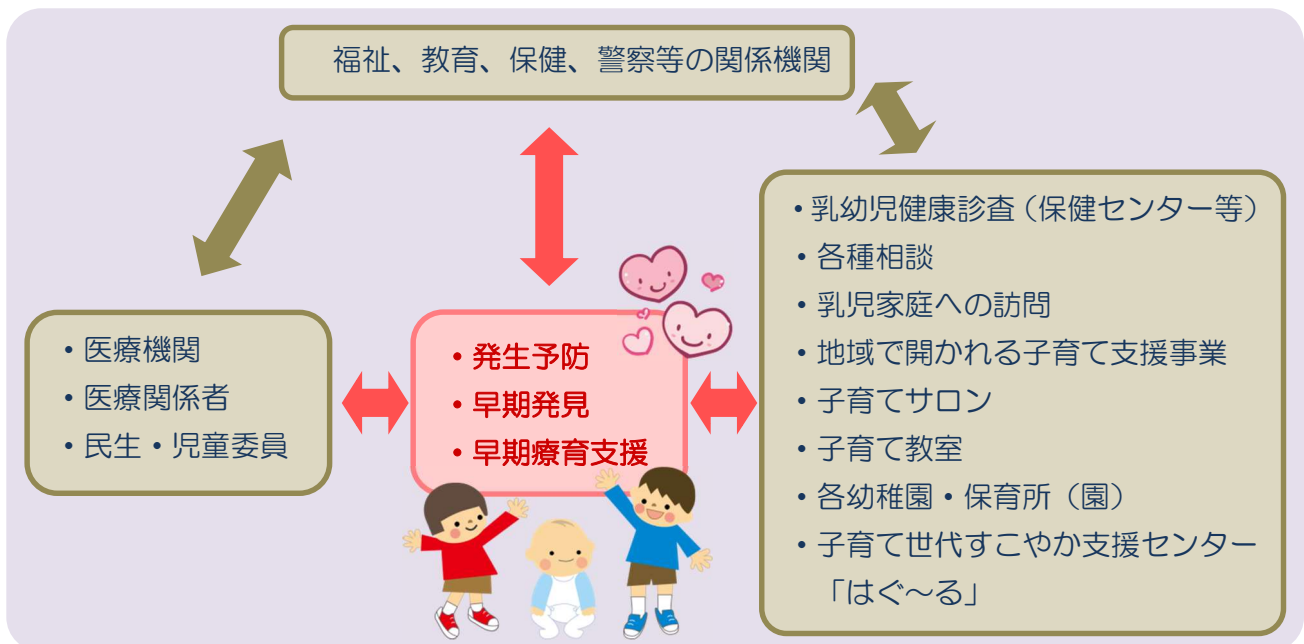 福祉、教育、保健、警察等の関係機関
・医療機関
・医療関係者
・民生・児童委員
・発生予防
・早期発見
・早期療育支援
・乳幼児健康診査（保健センター等）
・各種相談
・乳児家庭への訪問
・地域で開かれる子育て支援事業
・子育てサロン
・子育て教室
・各幼稚園・保育所（園）
・子育て世代すこやか支援センター
「はぐ～る」